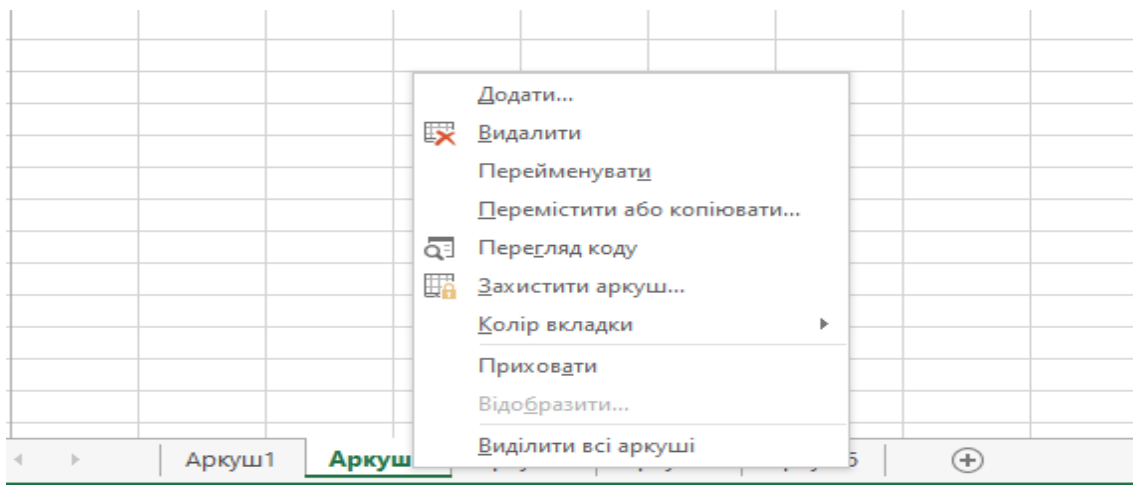 Додати...
Видалити
Перейменувати
Перемістити або копіювати...
Перегляд коду
Захистити аркуш...
Колір вкладки
Приховати
Відобразити...
Виділити всі аркуші
Аркуш1 Аркуш 5